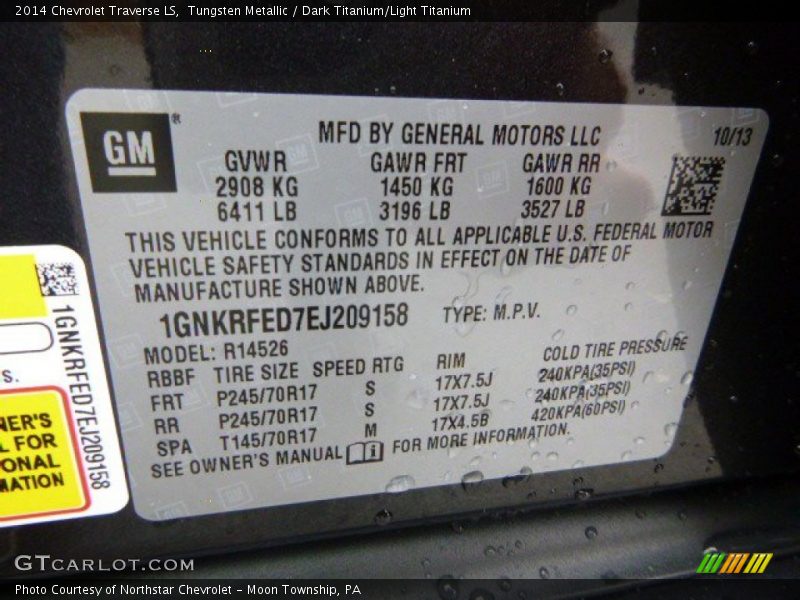 2014 Chevrolet Traverse LS,  Tungsten Metallic / Dark Titanium/Light Titanium
GM®
MFD BY GENERAL MOTORS LLC 10/13
GVWR GAWR FRT GAWR RR
2908 KG 1450 KG 1600 KG
6411 LB 3196 LB 3527 LB
THIS VEHICLE CONFORMS TO ALL APPLICABLE U.S. FEDERAL MOTOR
VEHICLE SAFETY STANDARDS IN EFFECT ON THE DATE OF
MANUFACTURE SHOWN ABOVE.
1GNKRFED7EJ209158 TYPE: M.P.V.
MODEL: R14526
RBBF TIRE SIZE SPEED RTG RIM COLD TIRE PRESSURE
FRT P245/70R17 S 17X7.5J 240KPA(35PSI)
RR P245/70R17 S 17X7.5J 240KPA(35PSI)
SPA T145/70R17 M 17X4.5B 420KPA(60PSI)
SEE OWNER'S MANUAL FOR MORE INFORMATION.
1GNKRFED7EJ209158
S.
NER'S
L FOR
ONAL
MATION
GTCARLOT.COM
Photo Courtesy of Northstar Chevrolet - Moon Township, PA